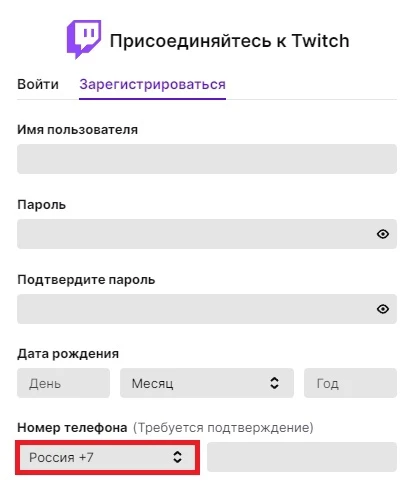 Присоединяйтесь к Twitch
Войти Зарегистрироваться
Имя пользователя
Пароль
Подтвердите пароль
Дата рождения
День Месяц Год
Номер телефона (Требуется подтверждение)
Россия +7